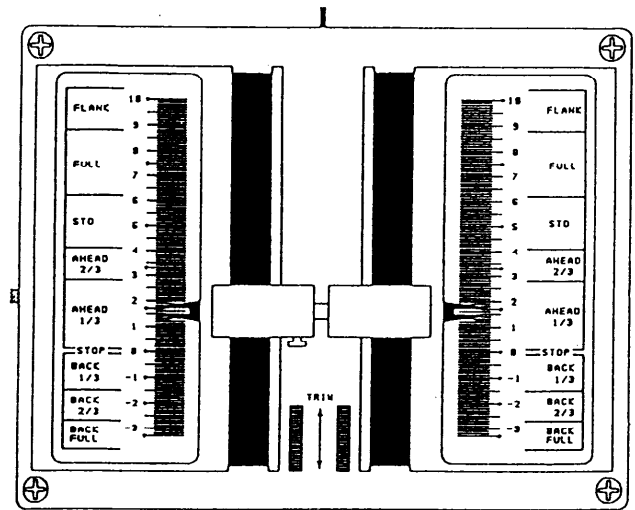 FLANK
FULL
STD
AHEAD
2/3
AHEAD
1/3
STOP
BACK
1/3
BACK
2/3
BACK
FULL
10
9
8
7
6
5
4
3
2
1
0
-1
-2
-3
TRIM
10
9
8
7
6
5
4
3
2
1
0
-1
-2
-3
FLANK
FULL
STD
AHEAD
2/3
AHEAD
1/3
STOP
BACK
1/3
BACK
2/3
BACK
FULL